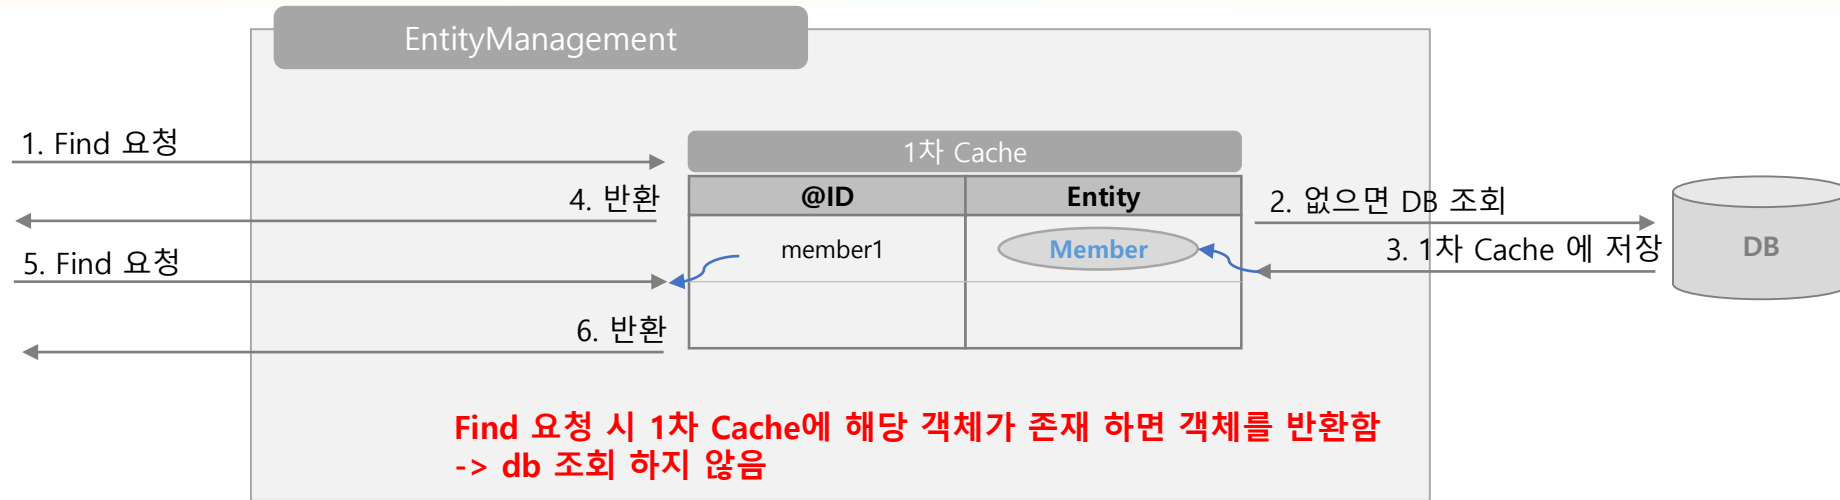 EntityManagement
1. Find 요청
1차 Cache
4. 반환
@ID
Entity
2. 없으면 DB 조회
5. Find 요청
member1
Member
3. 1차 Cache 에 저장
DB
6. 반환
Find 요청 시 1차 Cache에 해당 객체가 존재 하면 객체를 반환함
-> db 조회 하지 않음